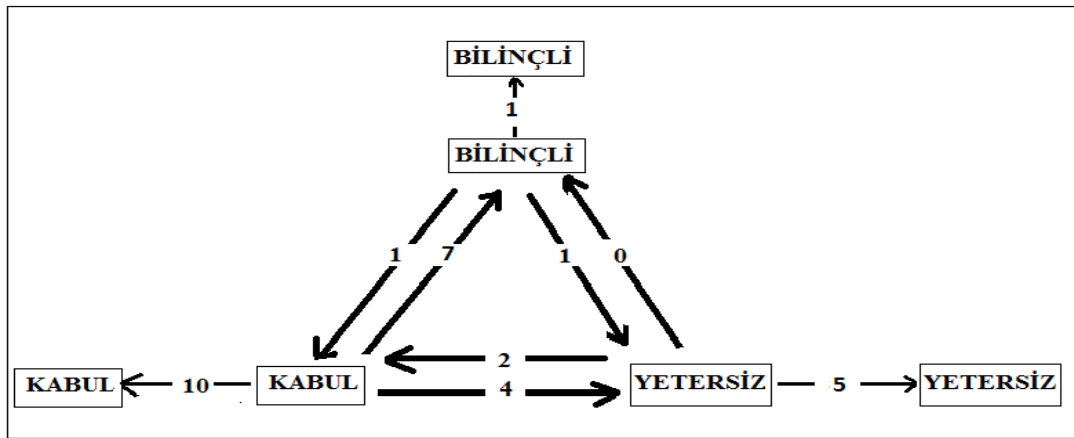 BİLİNÇLİ
1
BİLİNÇLİ
1 7 1 0
2
KABUL 10 KABUL YETERSİZ 5 YETERSİZ
4